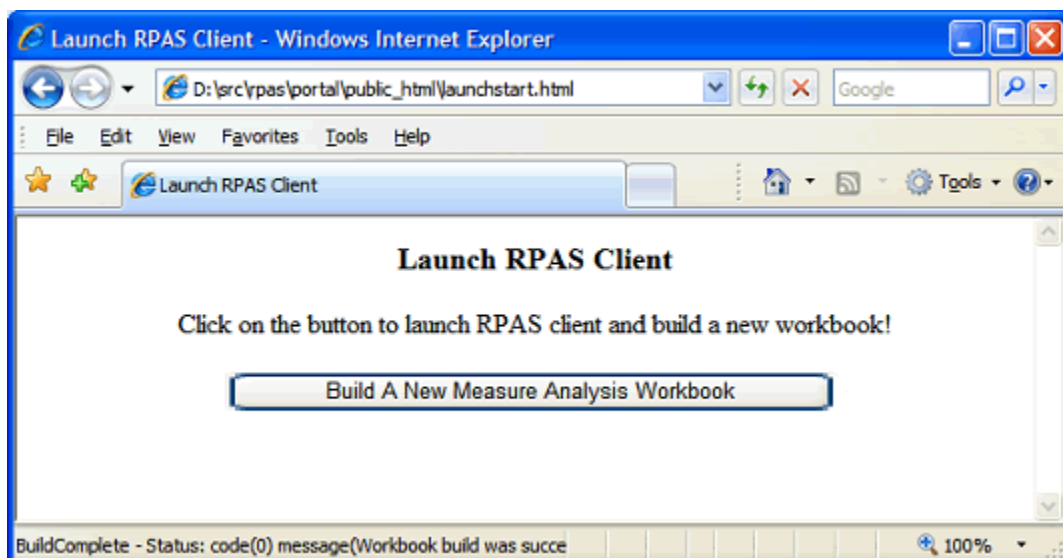 Launch RPAS Client - Windows Internet Explorer
D:\src\rpas\portal\public_html\launchstart.html
Google
File Edit View Favorites Tools Help
Launch RPAS Client
Tools
Launch RPAS Client
Click on the button to launch RPAS client and build a new workbook!
Build A New Measure Analysis Workbook
BuildComplete - Status: code(0) message(Workbook build was succe
100%